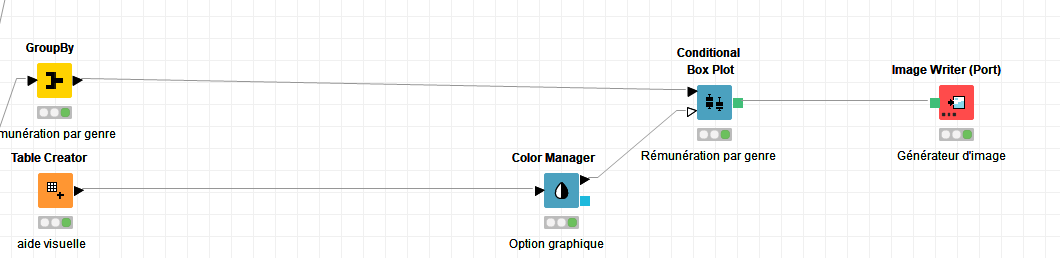 GroupBy
munération par genre
Table Creator
aide visuelle
Color Manager
Option graphique
Conditional
Box Plot
Rémunération par genre
Image Writer (Port)
Générateur d'image